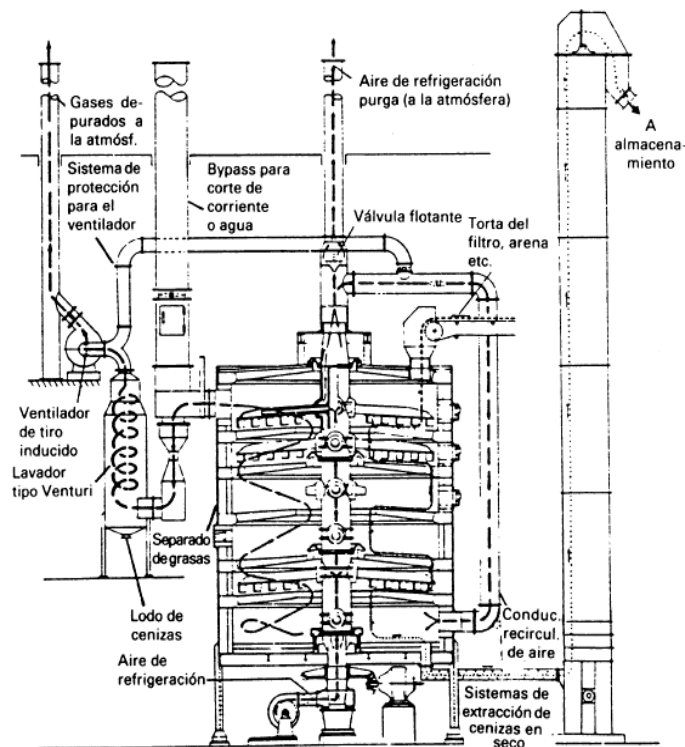 Aire de refrigeración
purga (a la atmósfera)
Gases de-
purados a
la atmósf.
A
almacena-
miento
Sistema de
protección
para el
ventilador
Bypass para
corte de
corriente
o agua
Válvula flotante
Torta del
filtro, arena
etc.
Ventilador
de tiro
inducido
Lavador
tipo Venturi
Separado
de grasas
Lodo de
cenizas
Conduc.
recircul.
de aire
Aire de
refrigeración
Sistemas de
extracción de
cenizas en
seco